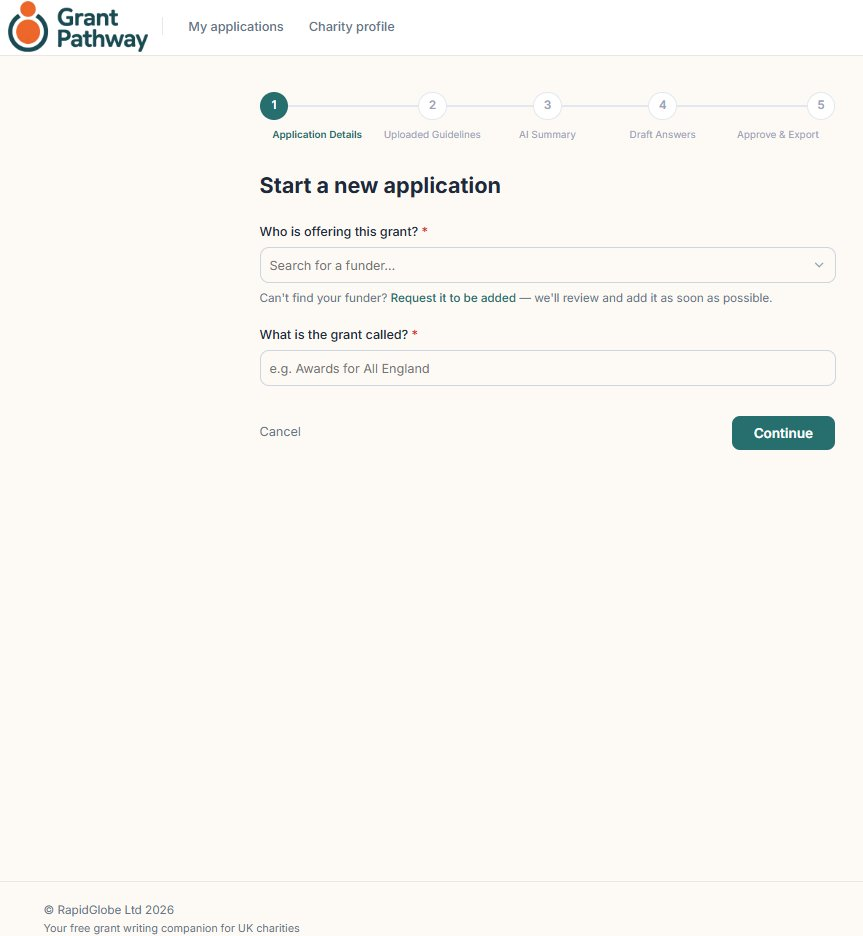 Grant
Pathway
My applications Charity profile
1 2 3 4 5
Application Details Uploaded Guidelines AI Summary Draft Answers Approve & Export
Start a new application
Who is offering this grant? *
Search for a funder...
Can't find your funder? Request it to be added — we'll review and add it as soon as possible.
What is the grant called? *
e.g. Awards for All England
Cancel Continue
© RapidGlobe Ltd 2026
Your free grant writing companion for UK charities